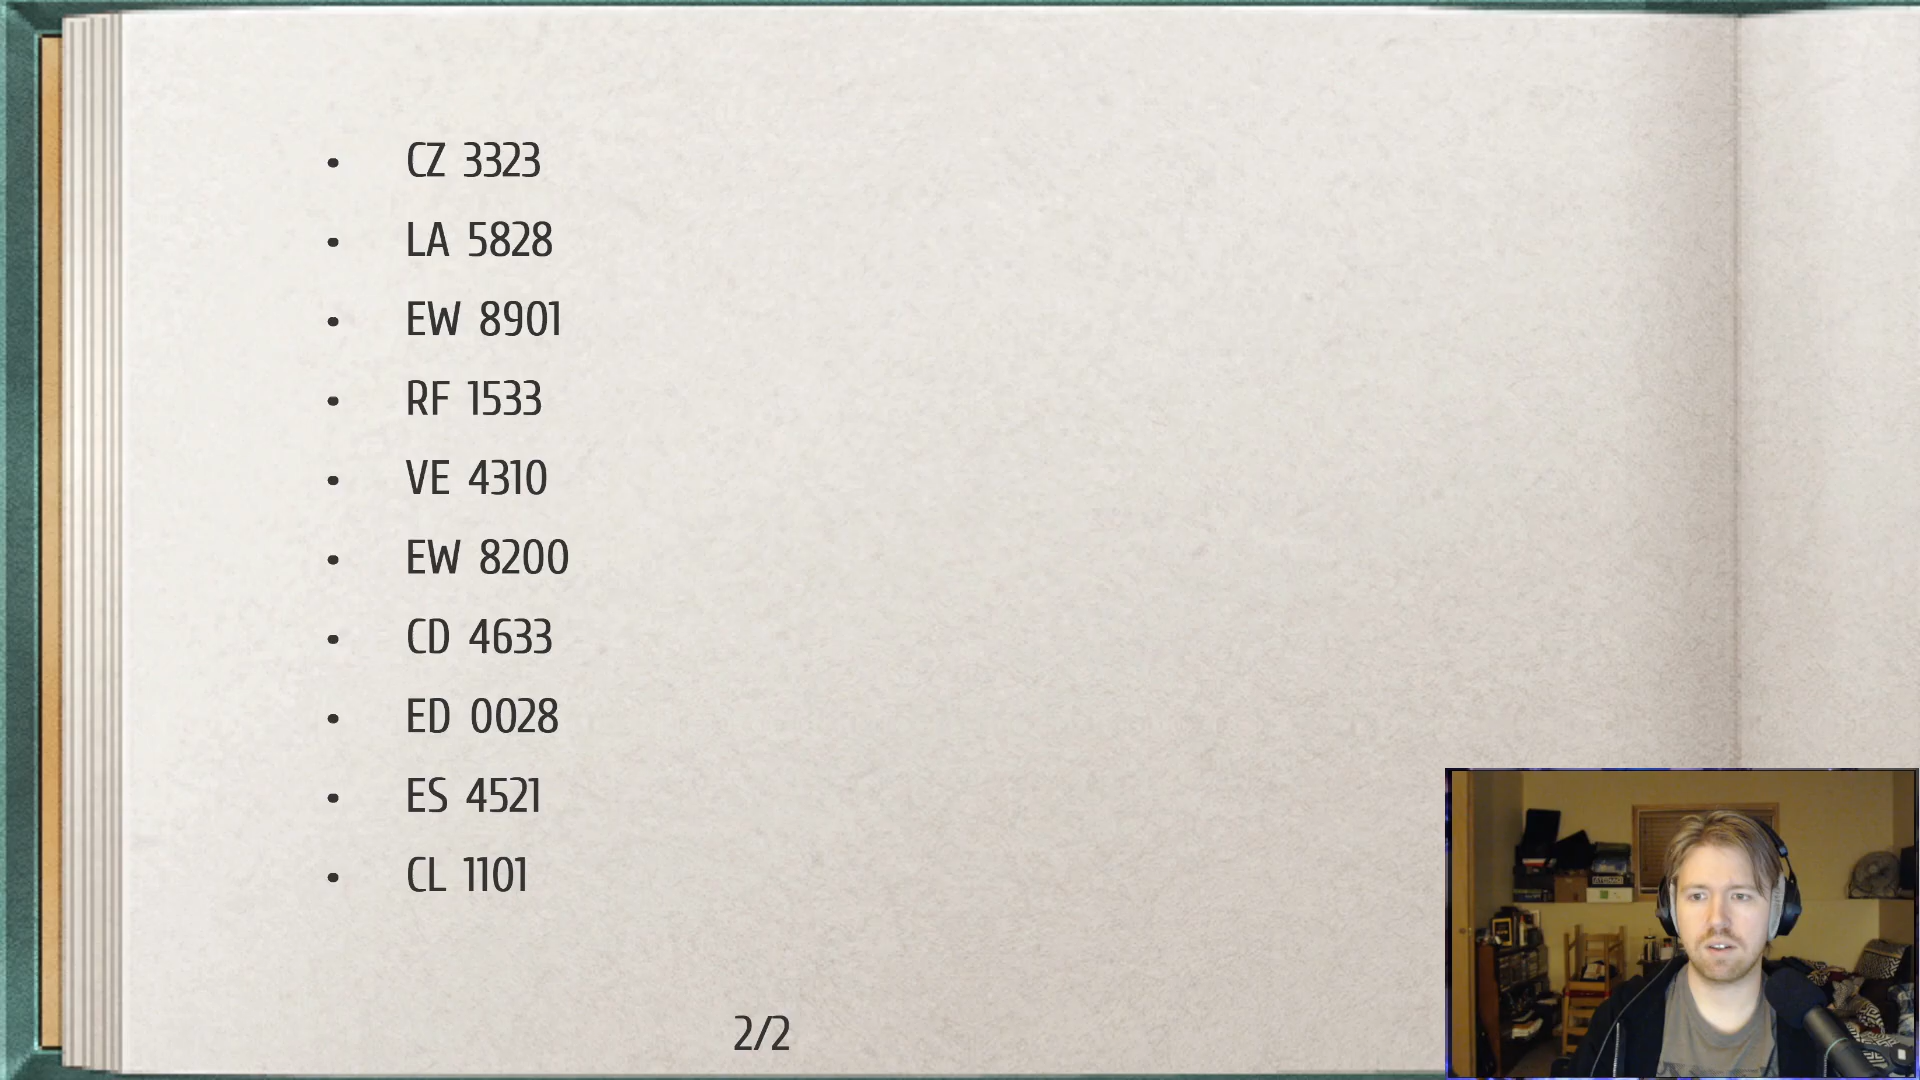 • CZ 3323
• LA 5828
• EW 8901
• RF 1533
• VE 4310
• EW 8200
• CD 4633
• ED 0028
• ES 4521
• CL 1101
2/2